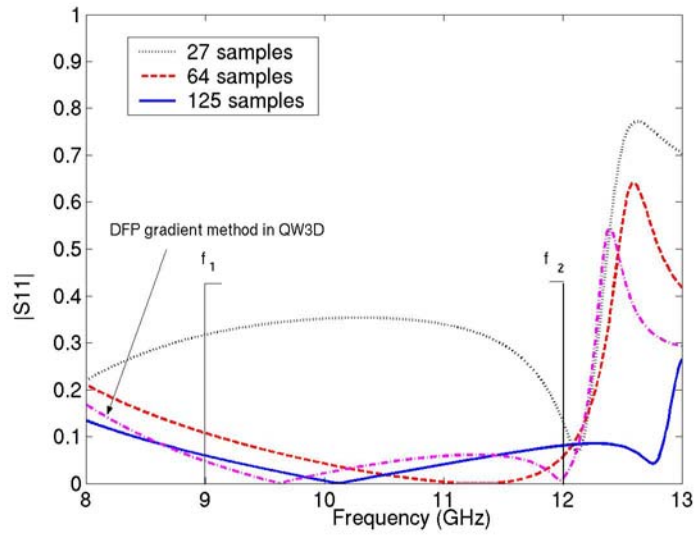 1
0.9
0.8
0.7
0.6
0.5
0.4
0.3
0.2
0.1
0
|S11|
27 samples
64 samples
125 samples
DFP gradient method in QW3D
f1
f2
8
9
10
11
12
13
Frequency (GHz)